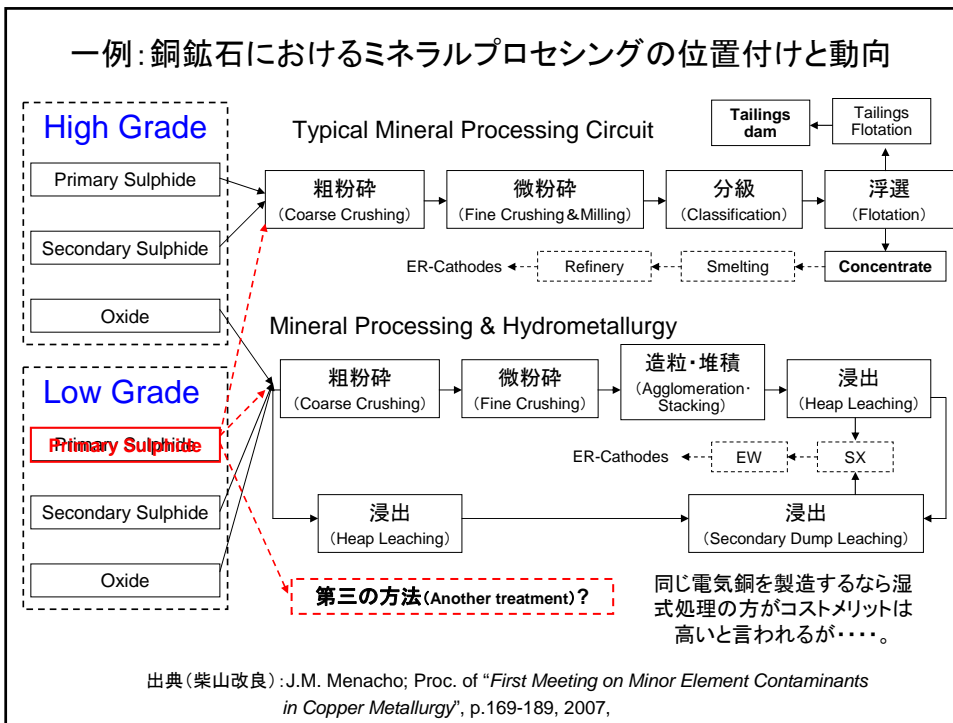 一例：銅鉱石におけるミネラルプロセシングの位置付けと動向
High Grade
Primary Sulphide
Secondary Sulphide
Oxide
Typical Mineral Processing Circuit
Tailings
dam
Tailings
Flotation
粗粉砕
(Coarse Crushing)
微粉砕
(Fine Crushing＆Milling)
分級
(Classification)
浮選
(Flotation)
ER-Cathodes
Refinery
Smelting
Concentrate
Mineral Processing & Hydrometallurgy
Low Grade
Primary Sulphide
Secondary Sulphide
Oxide
粗粉砕
(Coarse Crushing)
微粉砕
(Fine Crushing)
造粒・堆積
(Agglomeration・
Stacking)
浸出
(Heap Leaching)
ER-Cathodes
EW
SX
浸出
(Heap Leaching)
浸出
(Secondary Dump Leaching)
第三の方法(Another treatment)？
同じ電気銅を製造するなら湿
式処理の方がコストメリットは
高いと言われるが・・・・。
出典(柴山改良)：J.M. Menacho; Proc. of “First Meeting on Minor Element Contaminants
in Copper Metallurgy”, p.169-189, 2007,